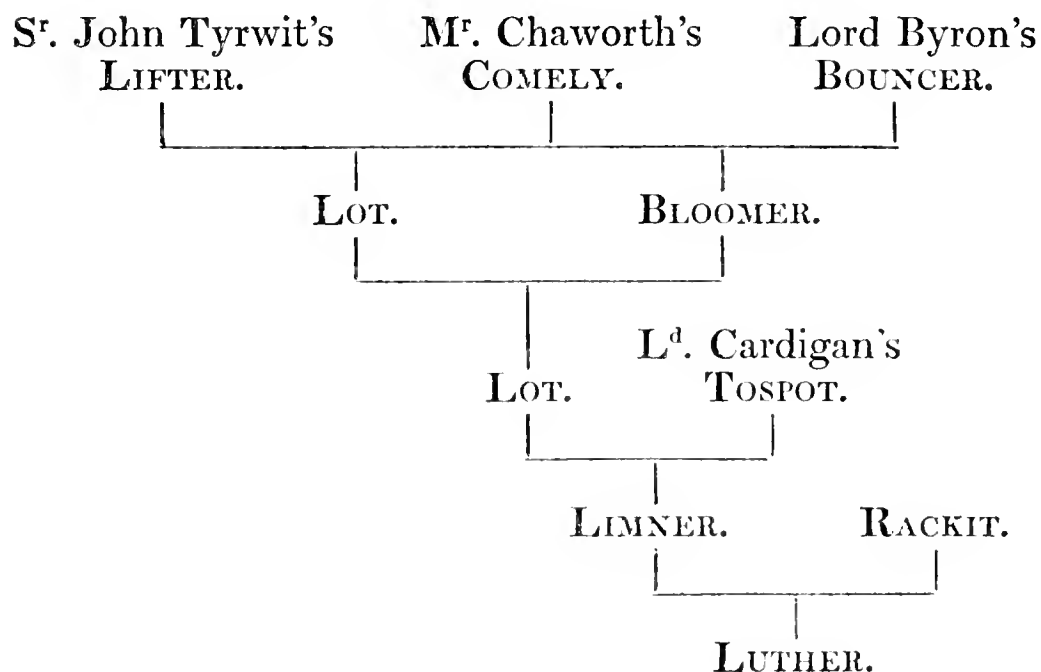 Sr. John Tyrwit's Mr. Chaworth's Lord Byron's
LIFTER. COMELY. BOUNCER.
LOT. BLOOMER.
Ld. Cardigan's
LOT. TOSPOT.
LIMNER. RACKIT.
LUTHER.